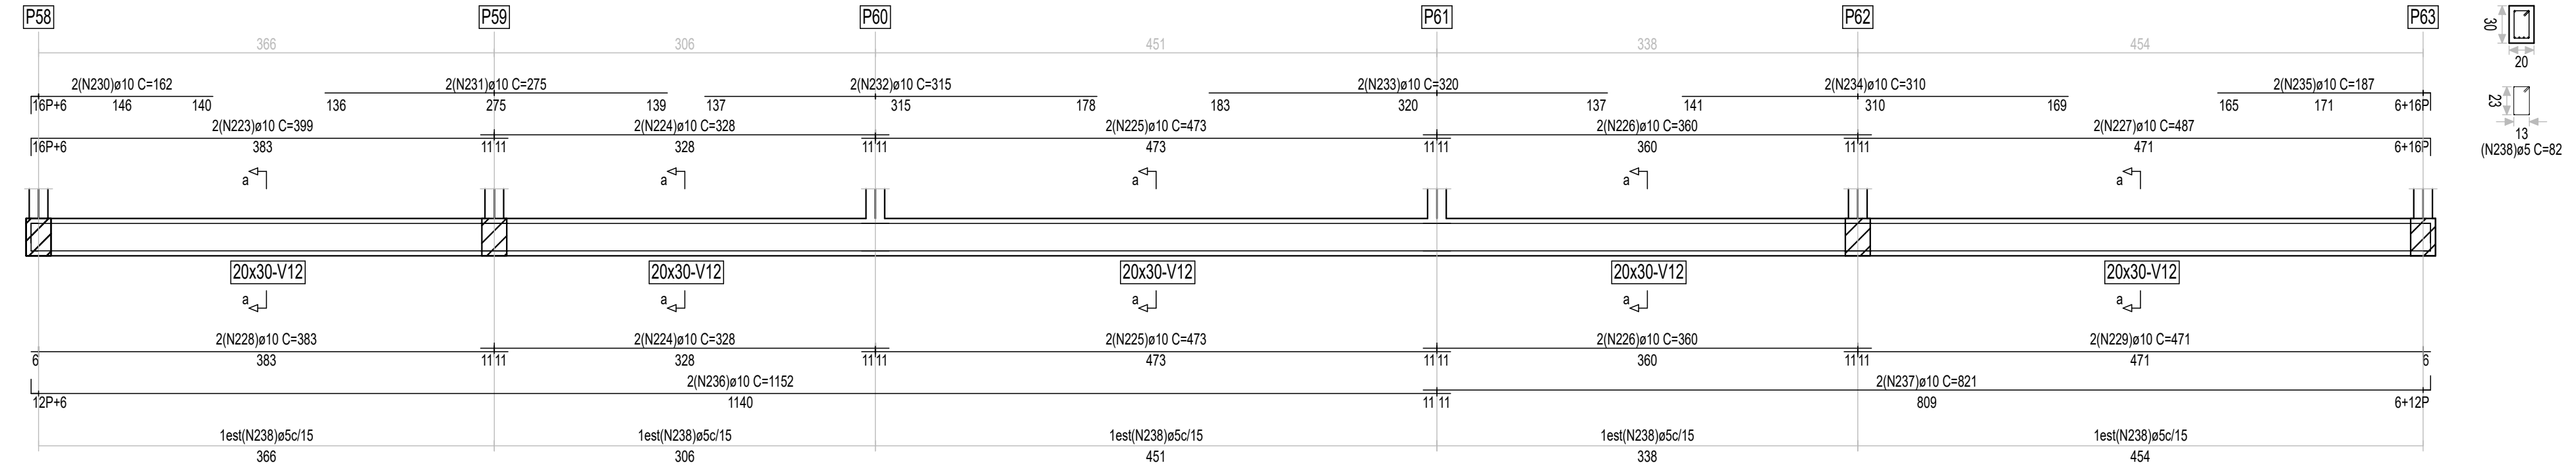 P58 P59 P60 P61 P62 P63
366 306 451 338 454
30
20
2(N230)ø10 C=162 2(N231)ø10 C=275 2(N232)ø10 C=315 2(N233)ø10 C=320 2(N234)ø10 C=310 2(N235)ø10 C=187
16P+6 146 140 136 275 139 137 315 178 183 320 137 141 310 169 165 171 6+16P
23
13
(N238)ø5 C=82
2(N223)ø10 C=399 2(N224)ø10 C=328 2(N225)ø10 C=473 2(N226)ø10 C=360 2(N227)ø10 C=487
16P+6 383 11 11 328 11 11 473 11 11 360 11 11 471 6+16P
a a a a a
20x30-V12 20x30-V12 20x30-V12 20x30-V12 20x30-V12
a a a a a
2(N228)ø10 C=383 2(N224)ø10 C=328 2(N225)ø10 C=473 2(N226)ø10 C=360 2(N229)ø10 C=471
6 383 11 11 328 11 11 473 11 11 360 11 11 471 6
2(N236)ø10 C=1152 2(N237)ø10 C=821
12P+6 1140 11 11 809 6+12P
1est(N238)ø5c/15 1est(N238)ø5c/15 1est(N238)ø5c/15 1est(N238)ø5c/15 1est(N238)ø5c/15
366 306 451 338 454